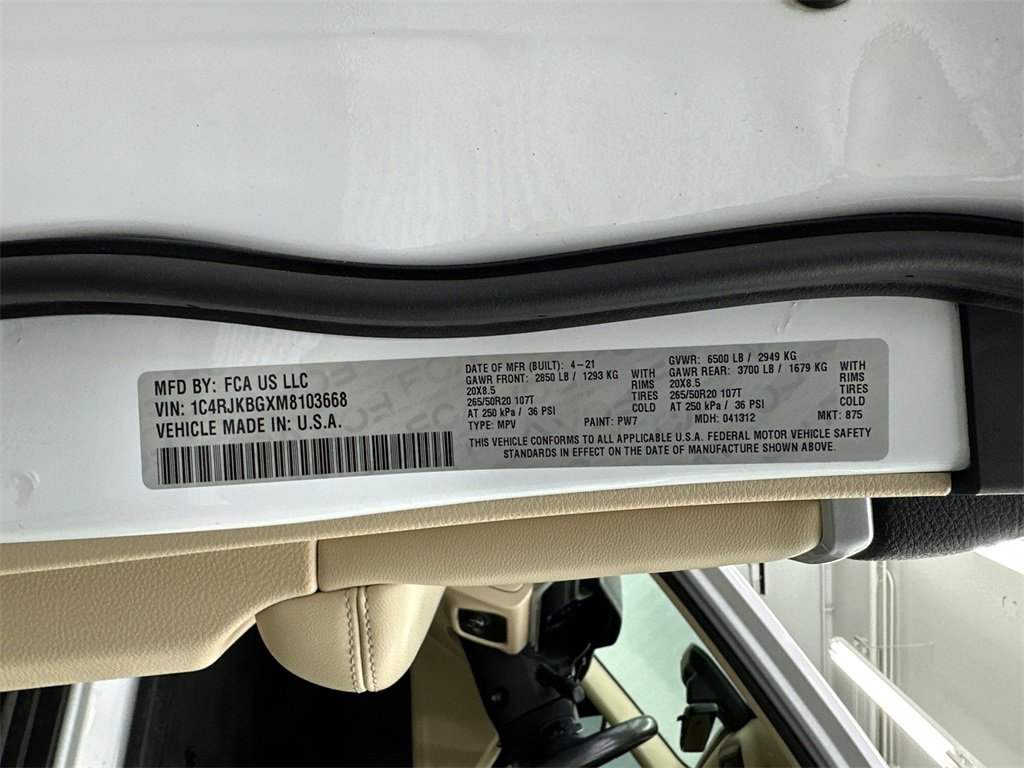 MFD BY: FCA US LLC
VIN: 1C4RJKBGXM8103668
VEHICLE MADE IN: U.S.A.
DATE OF MFR (BUILT): 4-21
GAWR FRONT: 2850 LB / 1293 KG WITH
20X8.5 RIMS
265/50R20 107T TIRES
AT 250 kPa / 36 PSI COLD
TYPE: MPV PAINT: PW7
GVWR: 6500 LB / 2949 KG
GAWR REAR: 3700 LB / 1679 KG WITH
20X8.5 RIMS
265/50R20 107T TIRES
AT 250 kPa / 36 PSI COLD
MDH: 041312 MKT: 875
THIS VEHICLE CONFORMS TO ALL APPLICABLE U.S.A. FEDERAL MOTOR VEHICLE SAFETY
STANDARDS IN EFFECT ON THE DATE OF MANUFACTURE SHOWN ABOVE.